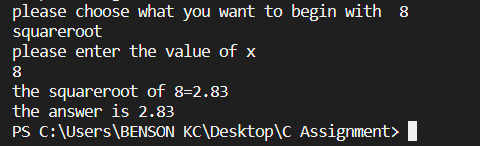 please choose what you want to begin with  8
squareroot
please enter the value of x
8
the squareroot of 8=2.83
the answer is 2.83
PS C:\Users\BENSON KC\Desktop\C Assignment>